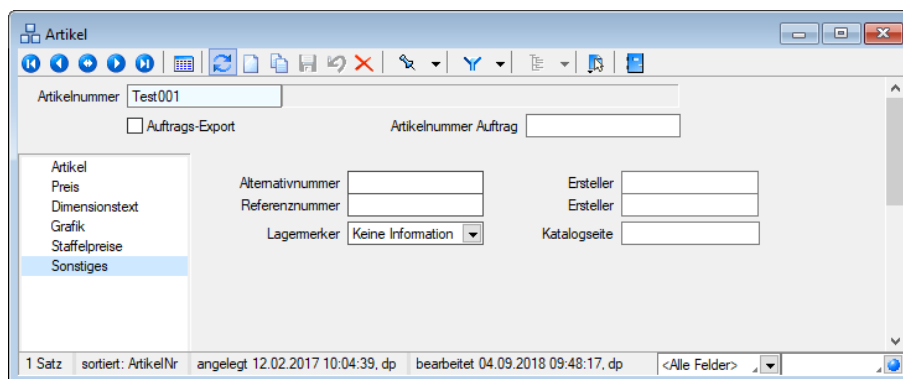 Artikel
Artikelnummer Test001
Auftrags-Export Artikelnummer Auftrag
Artikel
Preis
Dimensionstext
Grafik
Staffelpreise
Sonstiges
Alternativnummer Ersteller
Referenznummer Ersteller
Lagermerker Keine Information Katalogseite
1 Satz sortiert: ArtikelNr angelegt 12.02.2017 10:04:39, dp bearbeitet 04.09.2018 09:48:17, dp <Alle Felder>